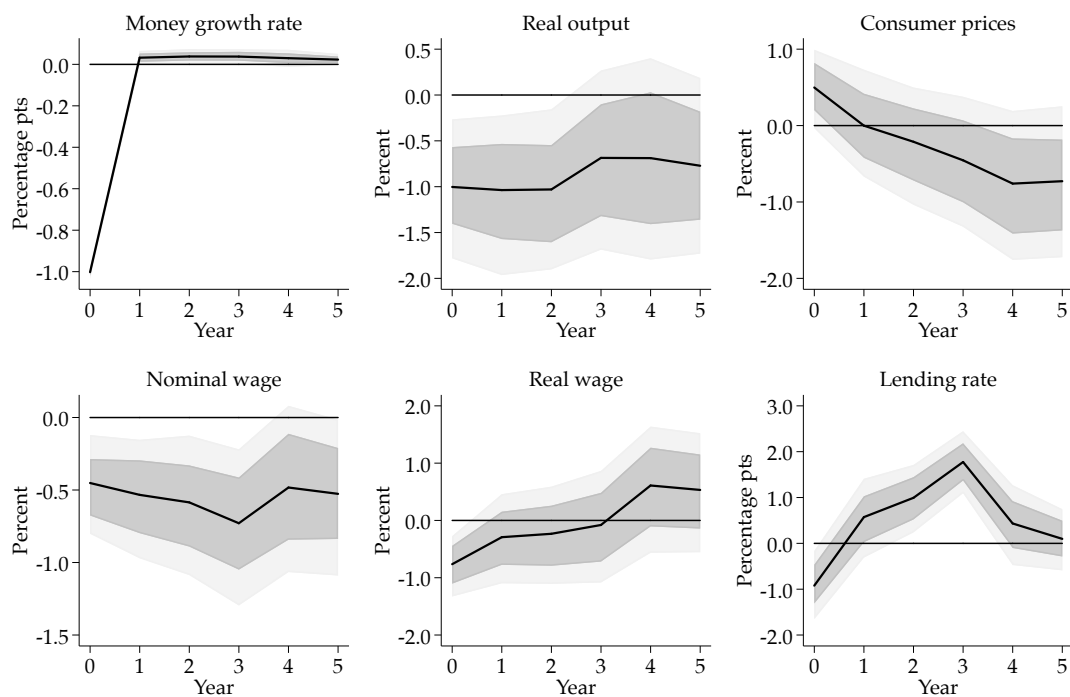 Money growth rate
Percentage pts
0.0
-0.2
-0.4
-0.6
-0.8
-1.0
0 1 2 3 4 5
Year
Real output
Percent
0.5
0.0
-0.5
-1.0
-1.5
-2.0
0 1 2 3 4 5
Year
Consumer prices
Percent
1.0
0.0
-1.0
-2.0
0 1 2 3 4 5
Year
Nominal wage
Percent
0.0
-0.5
-1.0
-1.5
0 1 2 3 4 5
Year
Real wage
Percent
2.0
1.0
0.0
-1.0
-2.0
0 1 2 3 4 5
Year
Lending rate
Percentage pts
3.0
2.0
1.0
0.0
-1.0
-2.0
0 1 2 3 4 5
Year